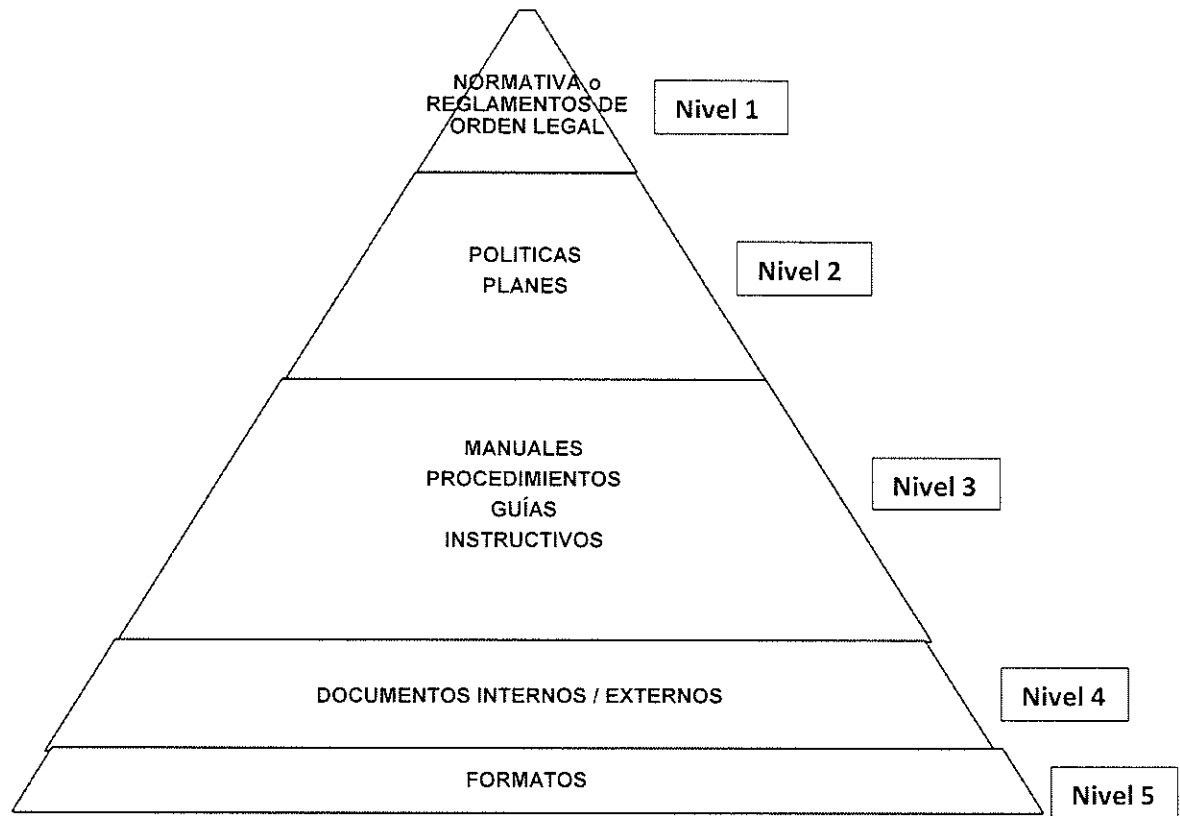 NORMATIVA o
REGLAMENTOS DE
ORDEN LEGAL
Nivel 1
POLITICAS
PLANES
Nivel 2
MANUALES
PROCEDIMIENTOS
GUÍAS
INSTRUCTIVOS
Nivel 3
DOCUMENTOS INTERNOS / EXTERNOS
Nivel 4
FORMATOS
Nivel 5